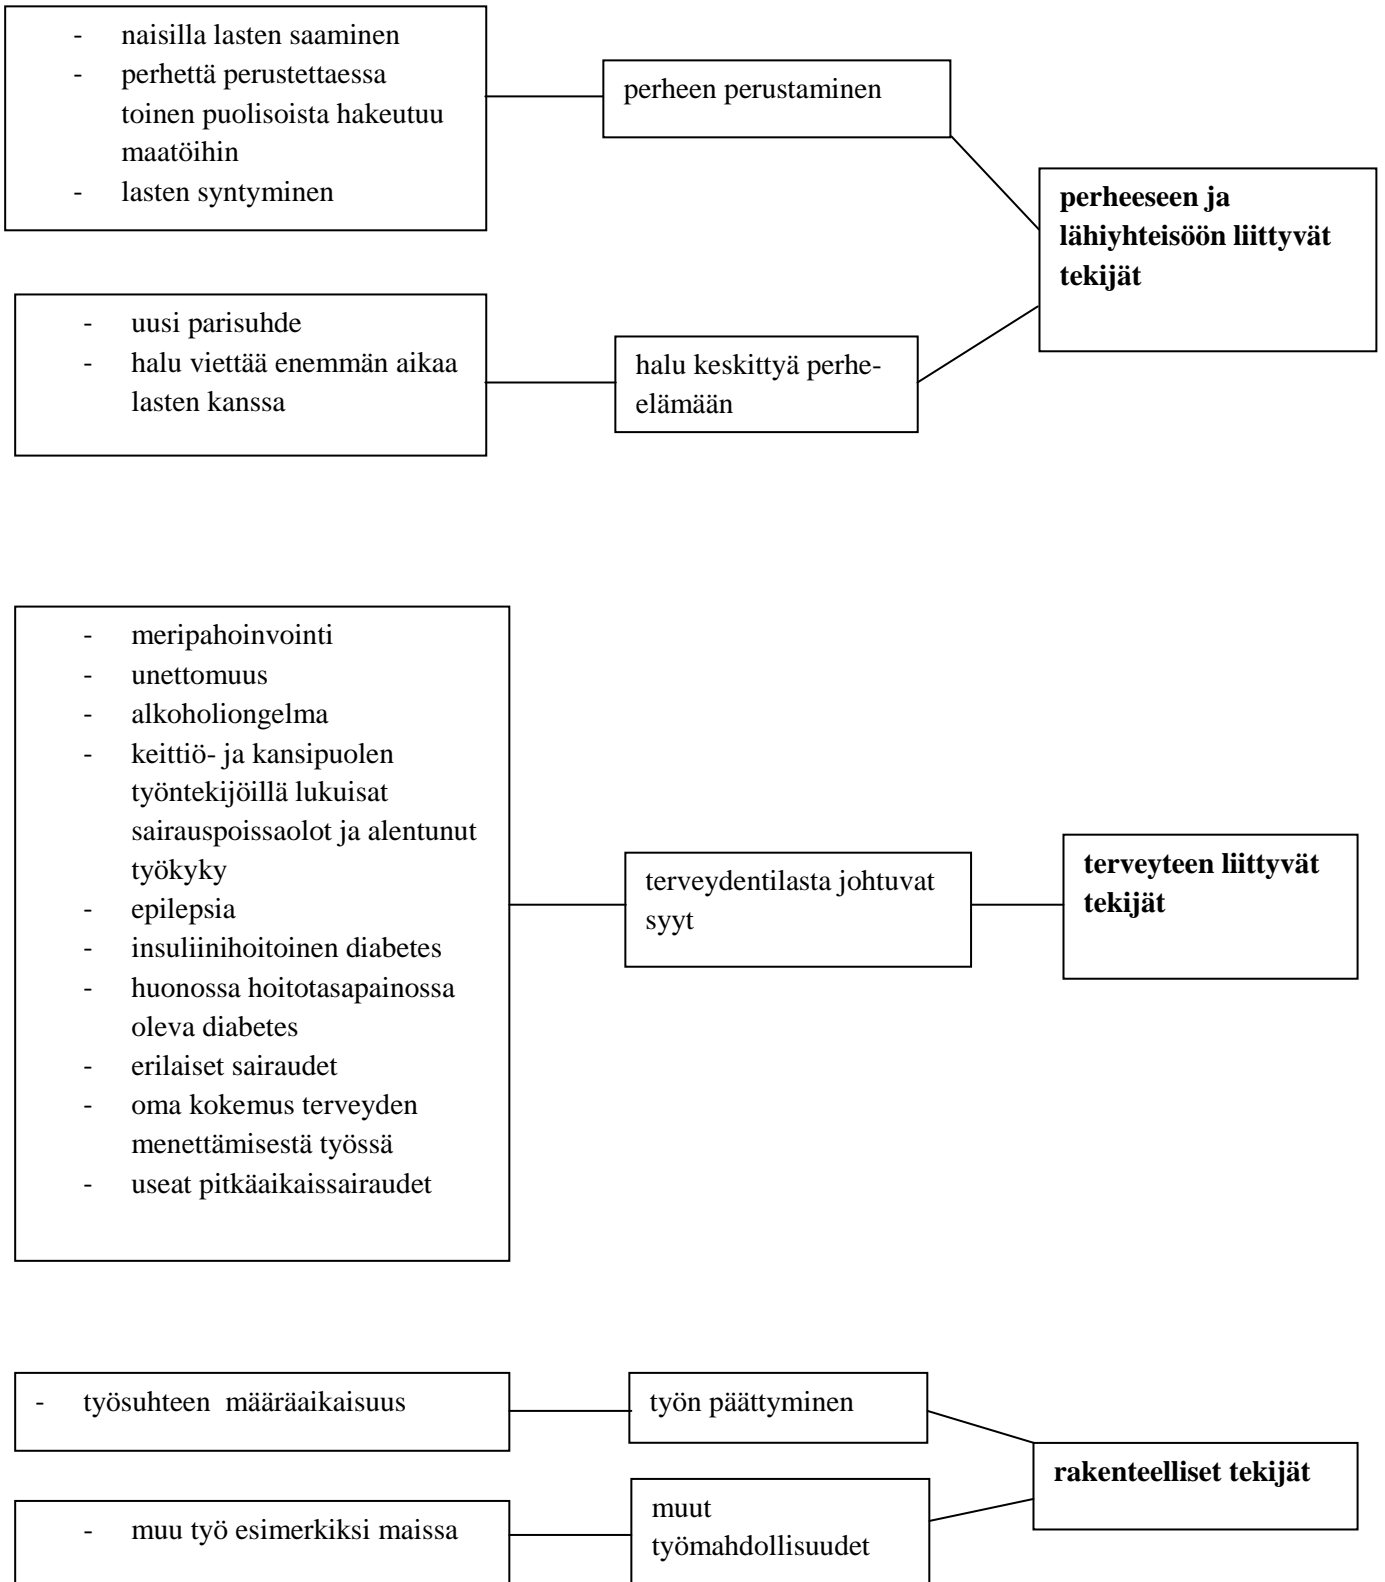 - naisilla lasten saaminen
- perhettä perustettaessa
toinen puolisoista hakeutuu
maatöihin
- lasten syntyminen
perheen perustaminen
perheeseen ja
lähiyhteisöön liittyvät
tekijät
- uusi parisuhde
- halu viettää enemmän aikaa
lasten kanssa
halu keskittyä perhe-
elämään
- meripahoinvointi
- unettomuus
- alkoholiongelma
- keittiö- ja kansipuolen
työntekijöillä lukuisat
sairauspoissaolot ja alentunut
työkyky
- epilepsia
- insuliinihoitoinen diabetes
- huonossa hoitotasapainossa
oleva diabetes
- erilaiset sairaudet
- oma kokemus terveyden
menettämisestä työssä
- useat pitkäaikaissairaudet
terveydentilasta johtuvat
syyt
terveyteen liittyvät
tekijät
- työsuhteen määräaikaisuus
työn päättyminen
rakenteelliset tekijät
- muu työ esimerkiksi maissa
muut
työmahdollisuudet